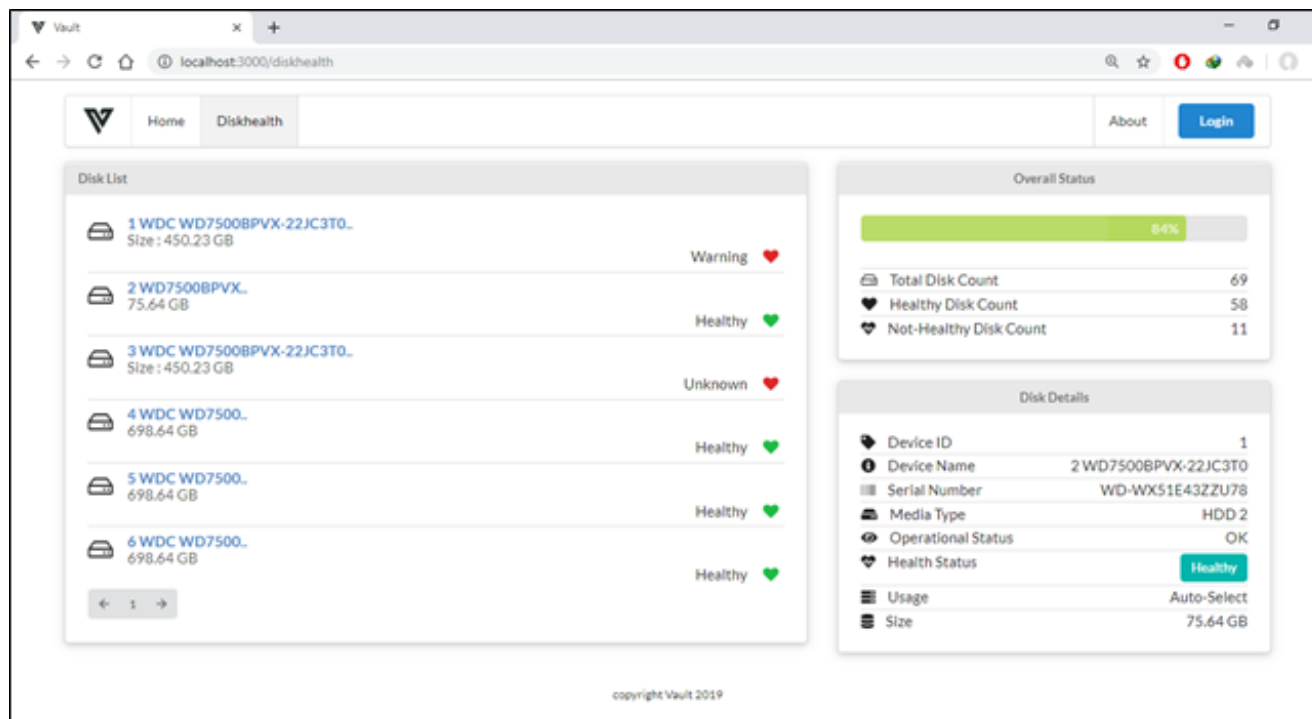 Vault
localhost:3000/diskhealth
Home Diskhealth About Login
Disk List
1 WDC WD7500BPVX-22JC3T0..
Size : 450.23 GB
Warning
2 WD7500BPVX..
75.64 GB
Healthy
3 WDC WD7500BPVX-22JC3T0..
Size : 450.23 GB
Unknown
4 WDC WD7500..
698.64 GB
Healthy
5 WDC WD7500..
698.64 GB
Healthy
6 WDC WD7500..
698.64 GB
Healthy
1
Overall Status
84%
Total Disk Count 69
Healthy Disk Count 58
Not-Healthy Disk Count 11
Disk Details
Device ID 1
Device Name 2 WD7500BPVX-22JC3T0
Serial Number WD-WX51E43ZZU78
Media Type HDD 2
Operational Status OK
Health Status Healthy
Usage Auto-Select
Size 75.64 GB
copyright Vault 2019